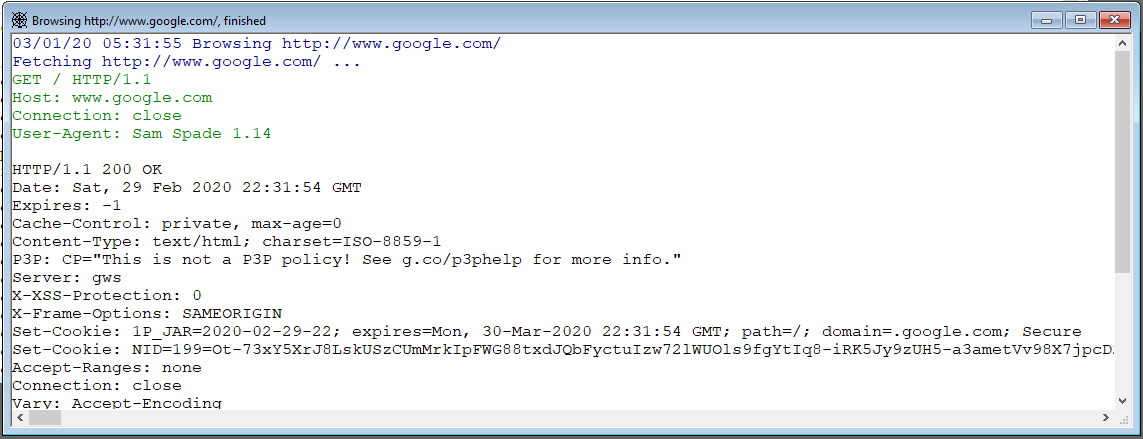 Browsing http://www.google.com/, finished
03/01/20 05:31:55 Browsing http://www.google.com/
Fetching http://www.google.com/ ...
GET / HTTP/1.1
Host: www.google.com
Connection: close
User-Agent: Sam Spade 1.14
HTTP/1.1 200 OK
Date: Sat, 29 Feb 2020 22:31:54 GMT
Expires: -1
Cache-Control: private, max-age=0
Content-Type: text/html; charset=ISO-8859-1
P3P: CP="This is not a P3P policy! See g.co/p3phelp for more info."
Server: gws
X-XSS-Protection: 0
X-Frame-Options: SAMEORIGIN
Set-Cookie: 1P_JAR=2020-02-29-22; expires=Mon, 30-Mar-2020 22:31:54 GMT; path=/; domain=.google.com; Secure
Set-Cookie: NID=199=Ot-73xY5XrJ8LskUSzCUmMrkIpFWG88txdJQbFyctuIzw72lWUOls9fgYtIq8-iRK5Jy9zUH5-a3ametVv98X7jpcD
Accept-Ranges: none
Connection: close
Vary: Accept-Encoding